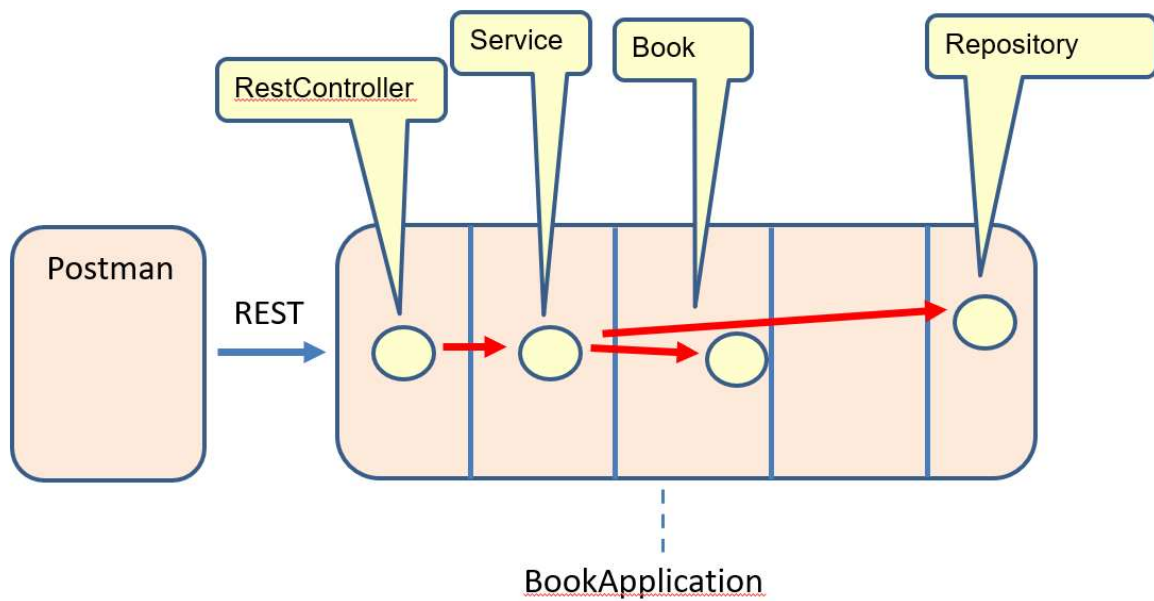 Service
Book
Repository
RestController
Postman
REST
BookApplication